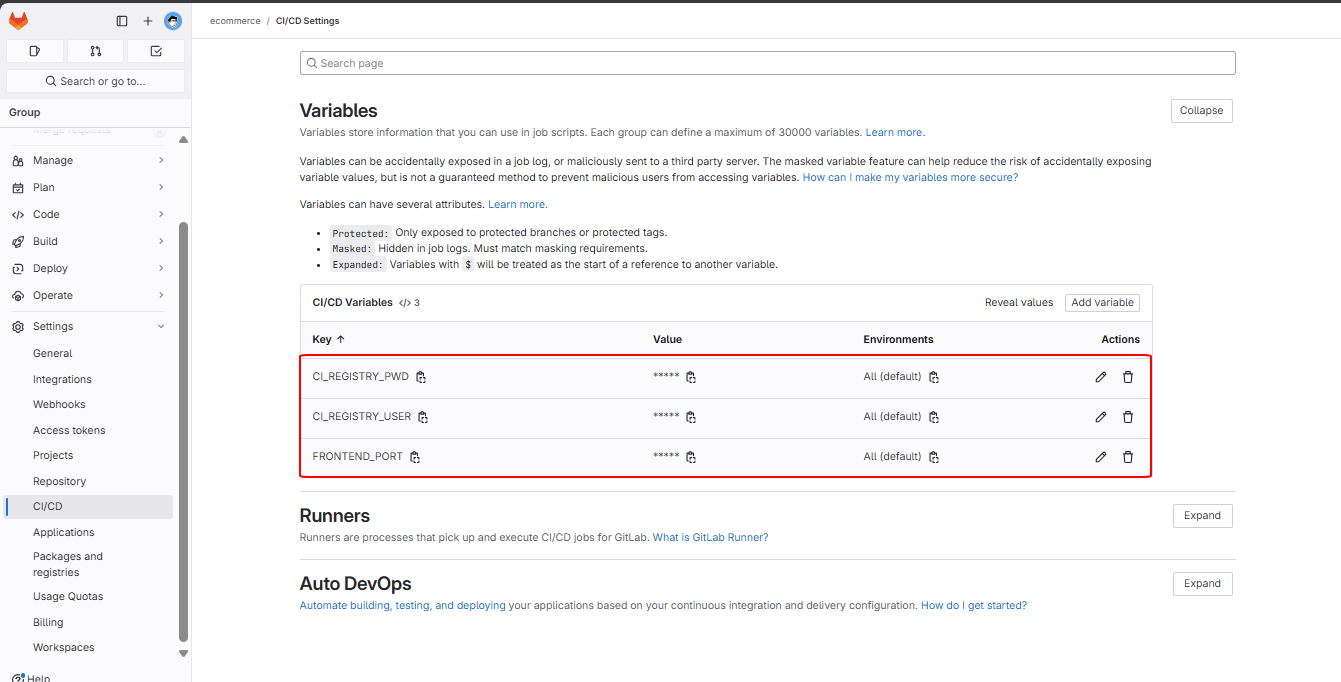 ecommerce / CI/CD Settings
Search or go to...
Group
Merge requests
Manage
Plan
Code
Build
Deploy
Operate
Settings
General
Integrations
Webhooks
Access tokens
Projects
Repository
CI/CD
Applications
Packages and
registries
Usage Quotas
Billing
Workspaces
Help
Search page
Variables
Collapse
Variables store information that you can use in job scripts. Each group can define a maximum of 30000 variables. Learn more.
Variables can be accidentally exposed in a job log, or maliciously sent to a third party server. The masked variable feature can help reduce the risk of accidentally exposing
variable values, but is not a guaranteed method to prevent malicious users from accessing variables. How can I make my variables more secure?
Variables can have several attributes. Learn more.
• Protected: Only exposed to protected branches or protected tags.
• Masked: Hidden in job logs. Must match masking requirements.
• Expanded: Variables with $ will be treated as the start of a reference to another variable.
CI/CD Variables </> 3 Reveal values Add variable
Key ↑ Value Environments Actions
CI_REGISTRY_PWD ***** All (default)
CI_REGISTRY_USER ***** All (default)
FRONTEND_PORT ***** All (default)
Runners
Expand
Runners are processes that pick up and execute CI/CD jobs for GitLab. What is GitLab Runner?
Auto DevOps
Expand
Automate building, testing, and deploying your applications based on your continuous integration and delivery configuration. How do I get started?